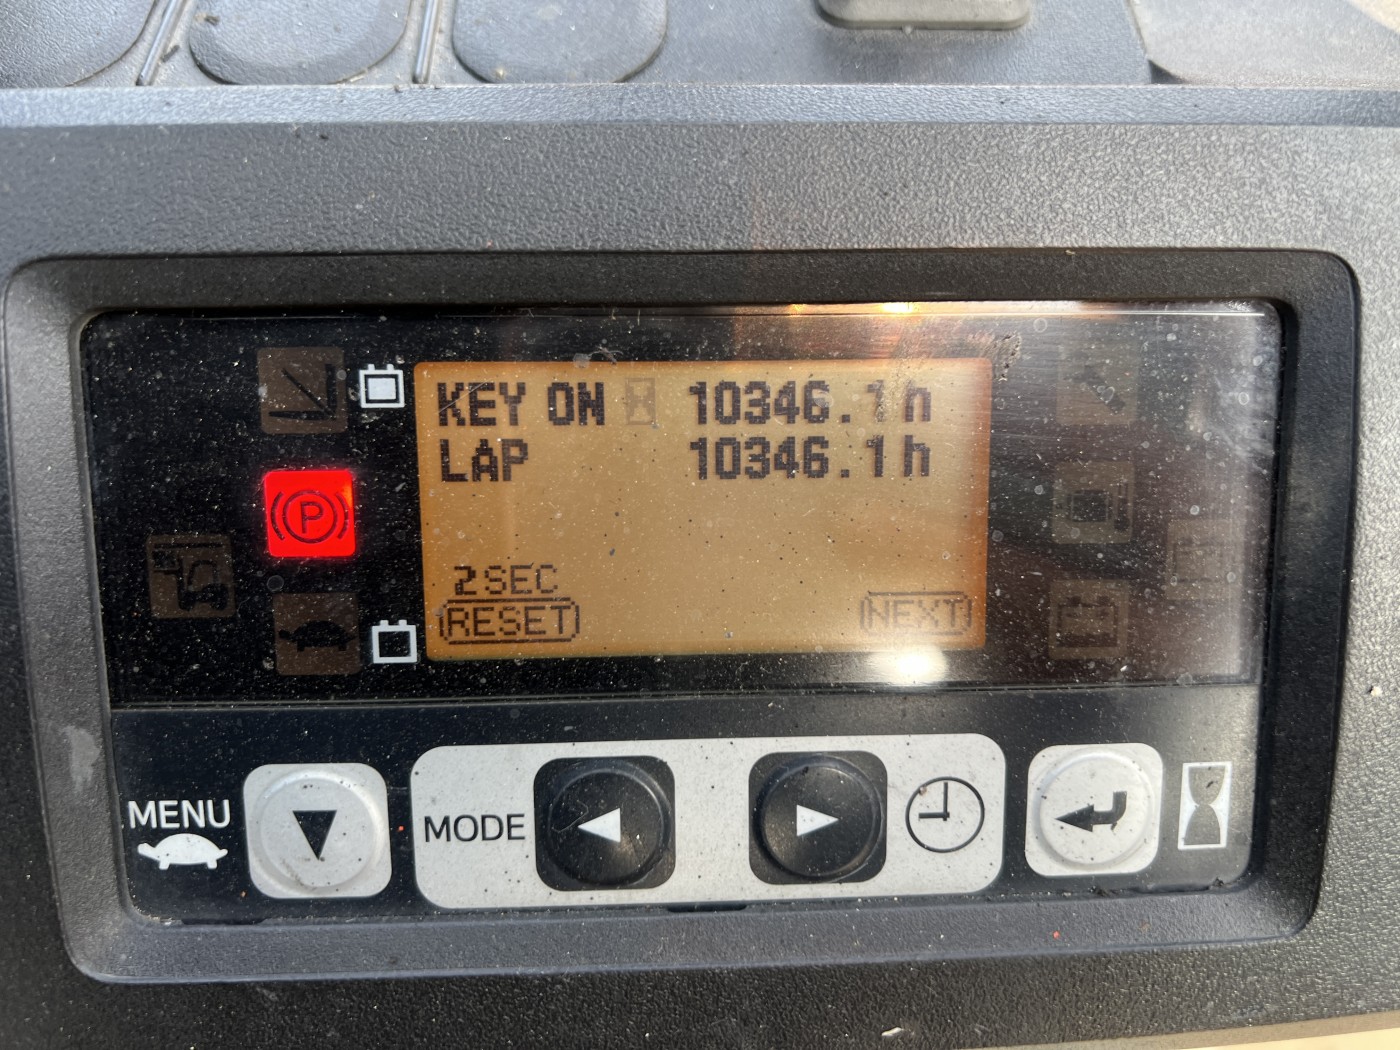 KEY ON 10346.1h
LAP 10346.1h
2SEC
RESET NEXT
P
MENU
MODE